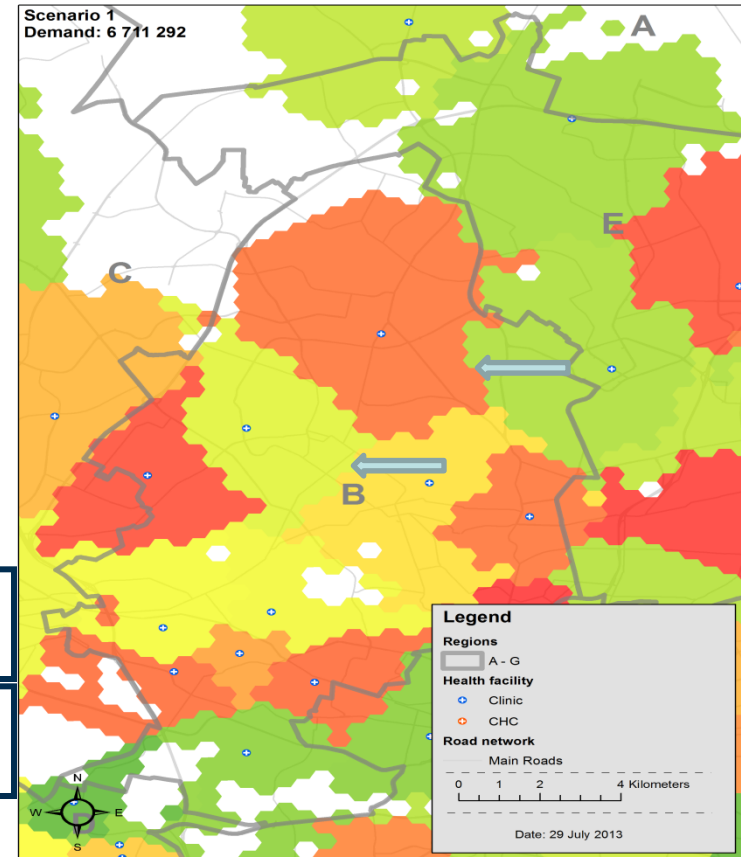 Scenario 1
Demand: 6 711 292
A
E
C
B
Legend
Regions
A - G
Health facility
Clinic
CHC
Road network
Main Roads
0 1 2 4 Kilometers
Date: 29 July 2013
N
W E
S
D